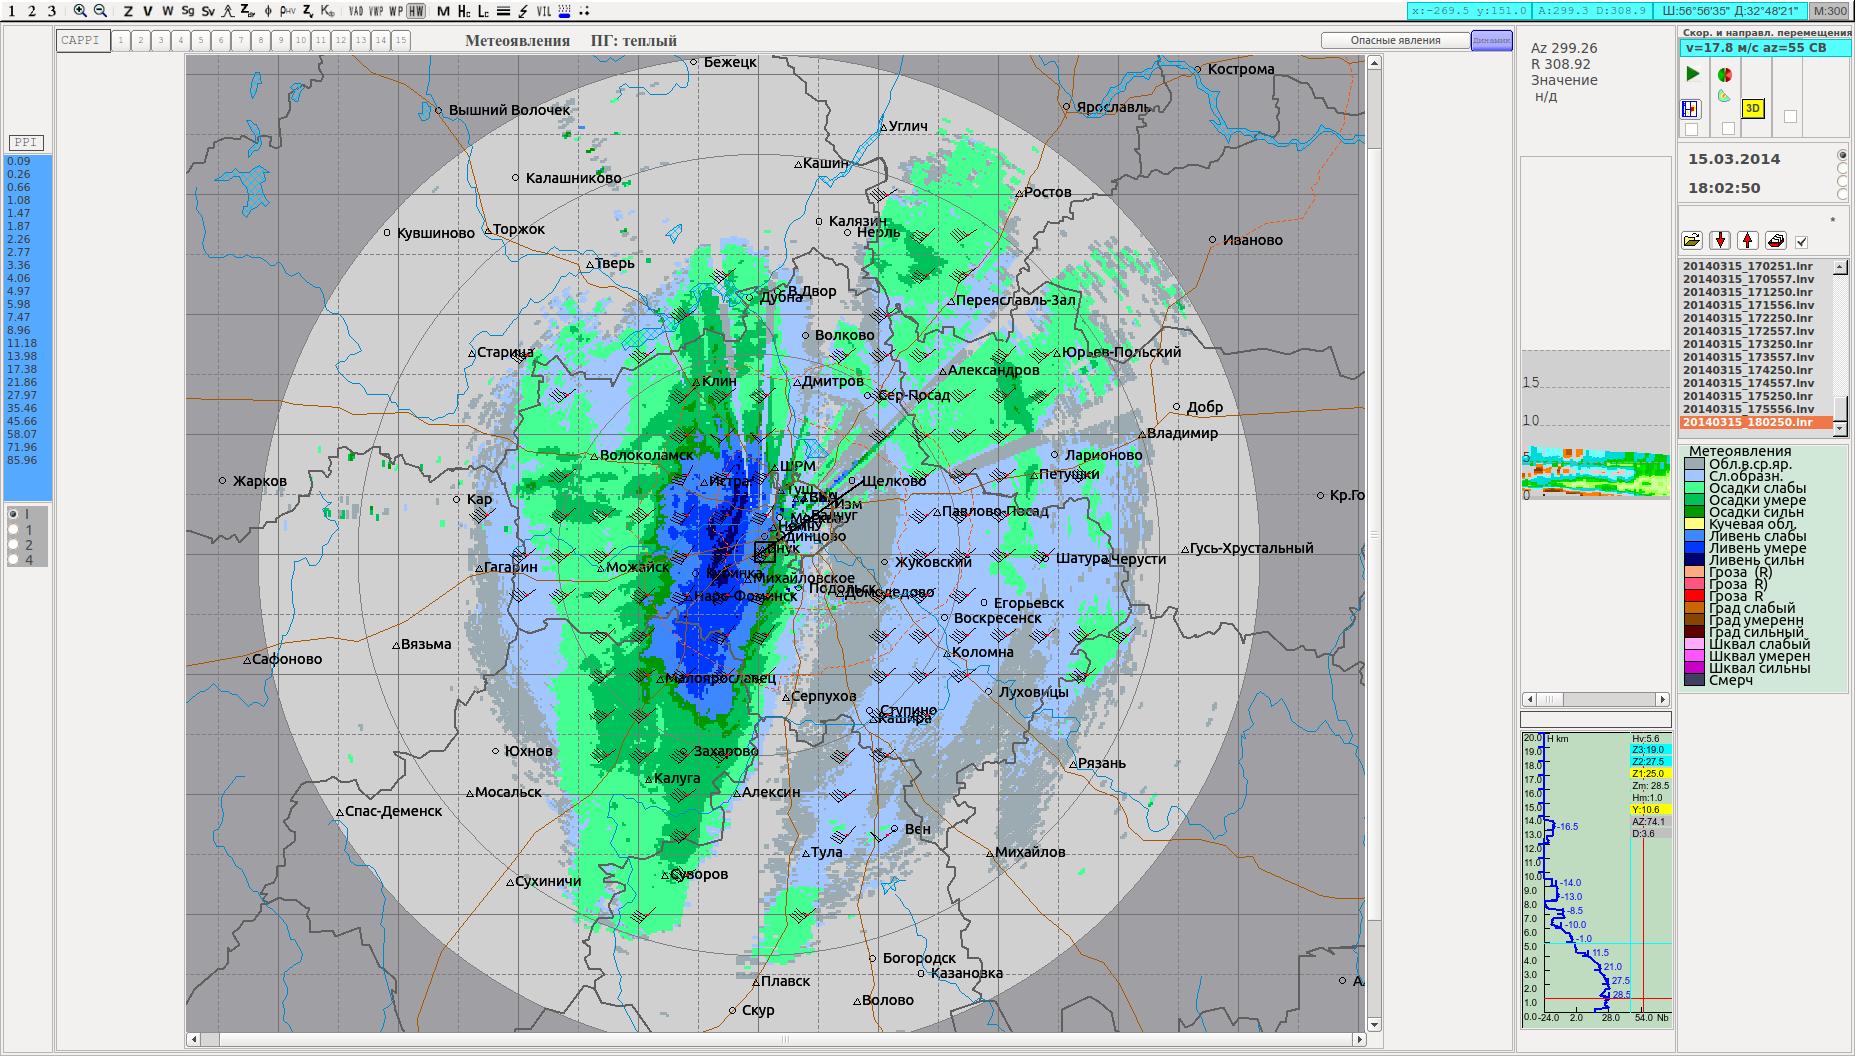 1 2 3 Z V W Sg Sv VAD VWP WP HW M Hc Lc VIL
x:-269.5 y:151.0 A:299.3 D:308.9 Ш:56°56'35" Д:32°48'21" M:300
CAPPI 1 2 3 4 5 6 7 8 9 10 11 12 13 14 15 Метеоявления ПГ: теплый Опасные явления
PPI
0.09
0.26
0.66
1.08
1.47
1.87
2.26
2.77
3.36
4.06
4.97
5.98
7.47
8.96
11.18
13.98
17.38
21.86
27.97
35.46
45.66
58.07
71.96
85.96
I
1
2
4
Бежецк
Кострома
Вышний Волочек
Ярославль
Углич
Кашин
Калашниково
Ростов
Калязин
Кувшиново
Торжок
Нерль
Иваново
Тверь
Дубна
В.Двор
Переяславль-Зал
Волково
Старица
Юрьев-Польский
Клин
Дмитров
Александров
Сер-Посад
Добр
Владимир
Волоколамск
Ларионово
ШРМ
Петушки
Жарков
Истра
Щелково
Кар
Кр.Го
Изм
Павлово-Посад
Одинцово
Внук
Гусь-Хрустальный
Гагарин
Можайск
Жуковский
Шатура
Черусти
Кубинка
Михайловское
Наро-Фоминск
Подольск
Домодедово
Егорьевск
Воскресенск
Вязьма
Сафоново
Коломна
Малоярославец
Серпухов
Луховицы
Ступино
Кашира
Юхнов
Захарово
Рязань
Калуга
Мосальск
Алексин
Спас-Деменск
Вен
Тула
Михайлов
Суворов
Сухиничи
Богородск
Казановка
Плавск
Волово
Скур
Az 299.26
R 308.92
Значение
н/д
15
10
5
0
20.0 H km
19.0
18.0
17.0
16.0
15.0
14.0
13.0
12.0
11.0
10.0
9.0
8.0
7.0
6.0
5.0
4.0
3.0
2.0
1.0
0.0 -24.0 2.0 28.0 54.0 Nb
-16.5
-14.0
-13.0
-8.5
-10.0
-1.0
11.5
21.0
27.5
28.5
Hv:5.6
Z3:19.0
Z2:27.5
Z1:25.0
Zm: 28.5
Hm:1.0
Y:10.6
AZ:74.1
D:3.6
Скор. и направл. перемещения
v=17.8 м/с az=55 СВ
3D
15.03.2014
18:02:50
*
20140315_170251.lnr
20140315_170557.lnv
20140315_171250.lnr
20140315_171556.lnv
20140315_172250.lnr
20140315_172557.lnv
20140315_173250.lnr
20140315_173557.lnv
20140315_174250.lnr
20140315_174557.lnv
20140315_175250.lnr
20140315_175556.lnv
20140315_180250.lnr
Метеоявления
Обл.в.ср.яр.
Сл.образн.
Осадки слабы
Осадки умере
Осадки сильн
Кучевая обл.
Ливень слабы
Ливень умере
Ливень сильн
Гроза (R)
Гроза R)
Гроза R
Град слабый
Град умеренн
Град сильный
Шквал слабый
Шквал умерен
Шквал сильны
Смерч